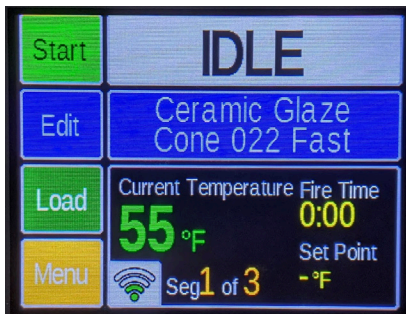 Start
IDLE
Edit
Ceramic Glaze
Cone 022 Fast
Load
Current Temperature
55 °F
Fire Time
0:00
Set Point
- °F
Menu
Seg 1 of 3